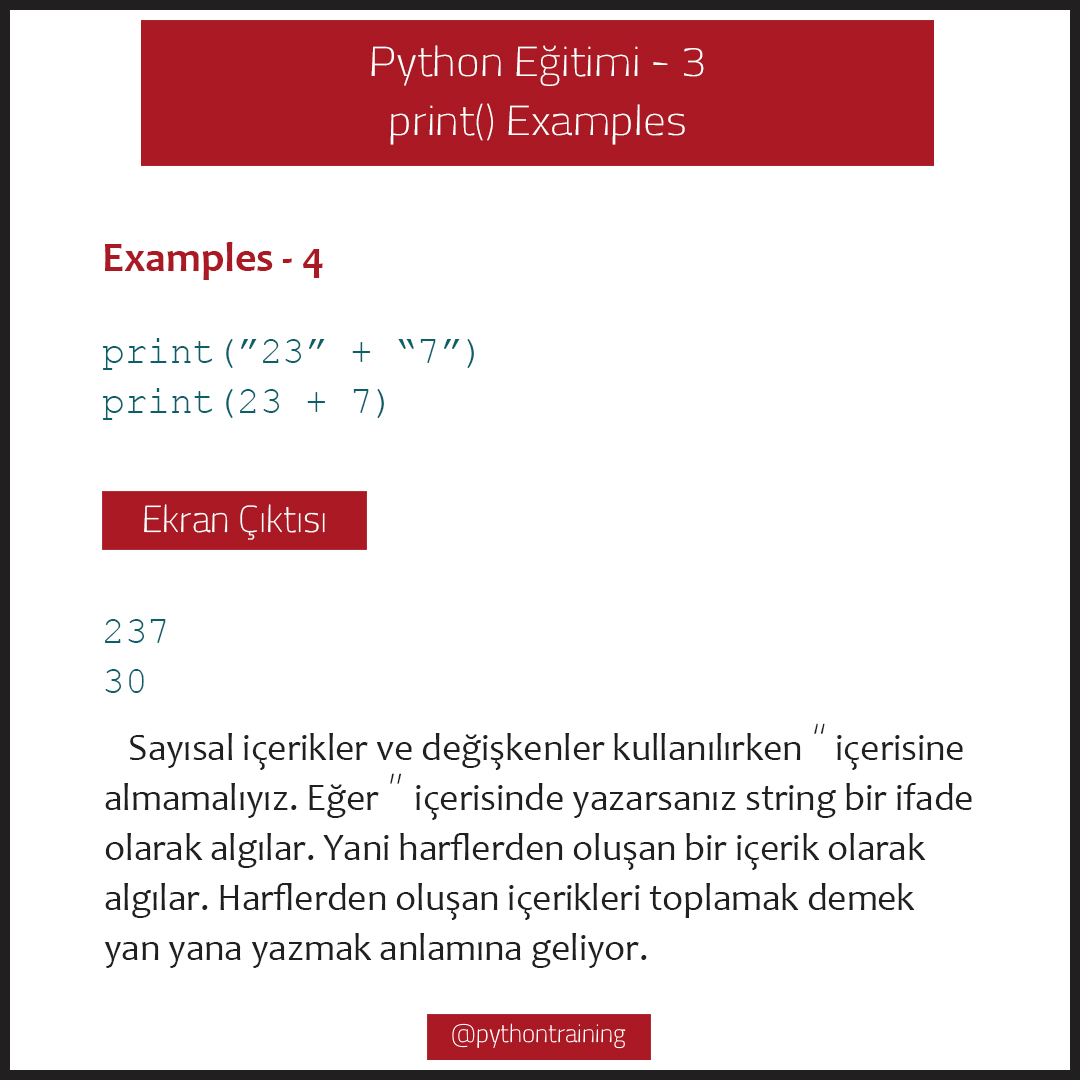 Python Eğitimi - 3
print() Examples
Examples - 4
print(”23” + “7”)
print(23 + 7)
Ekran Çıktısı
237
30
Sayısal içerikler ve değişkenler kullanılırken " içerisine
almamalıyız. Eğer " içerisinde yazarsanız string bir ifade
olarak algılar. Yani harflerden oluşan bir içerik olarak
algılar. Harflerden oluşan içerikleri toplamak demek
yan yana yazmak anlamına geliyor.
@pythontraining